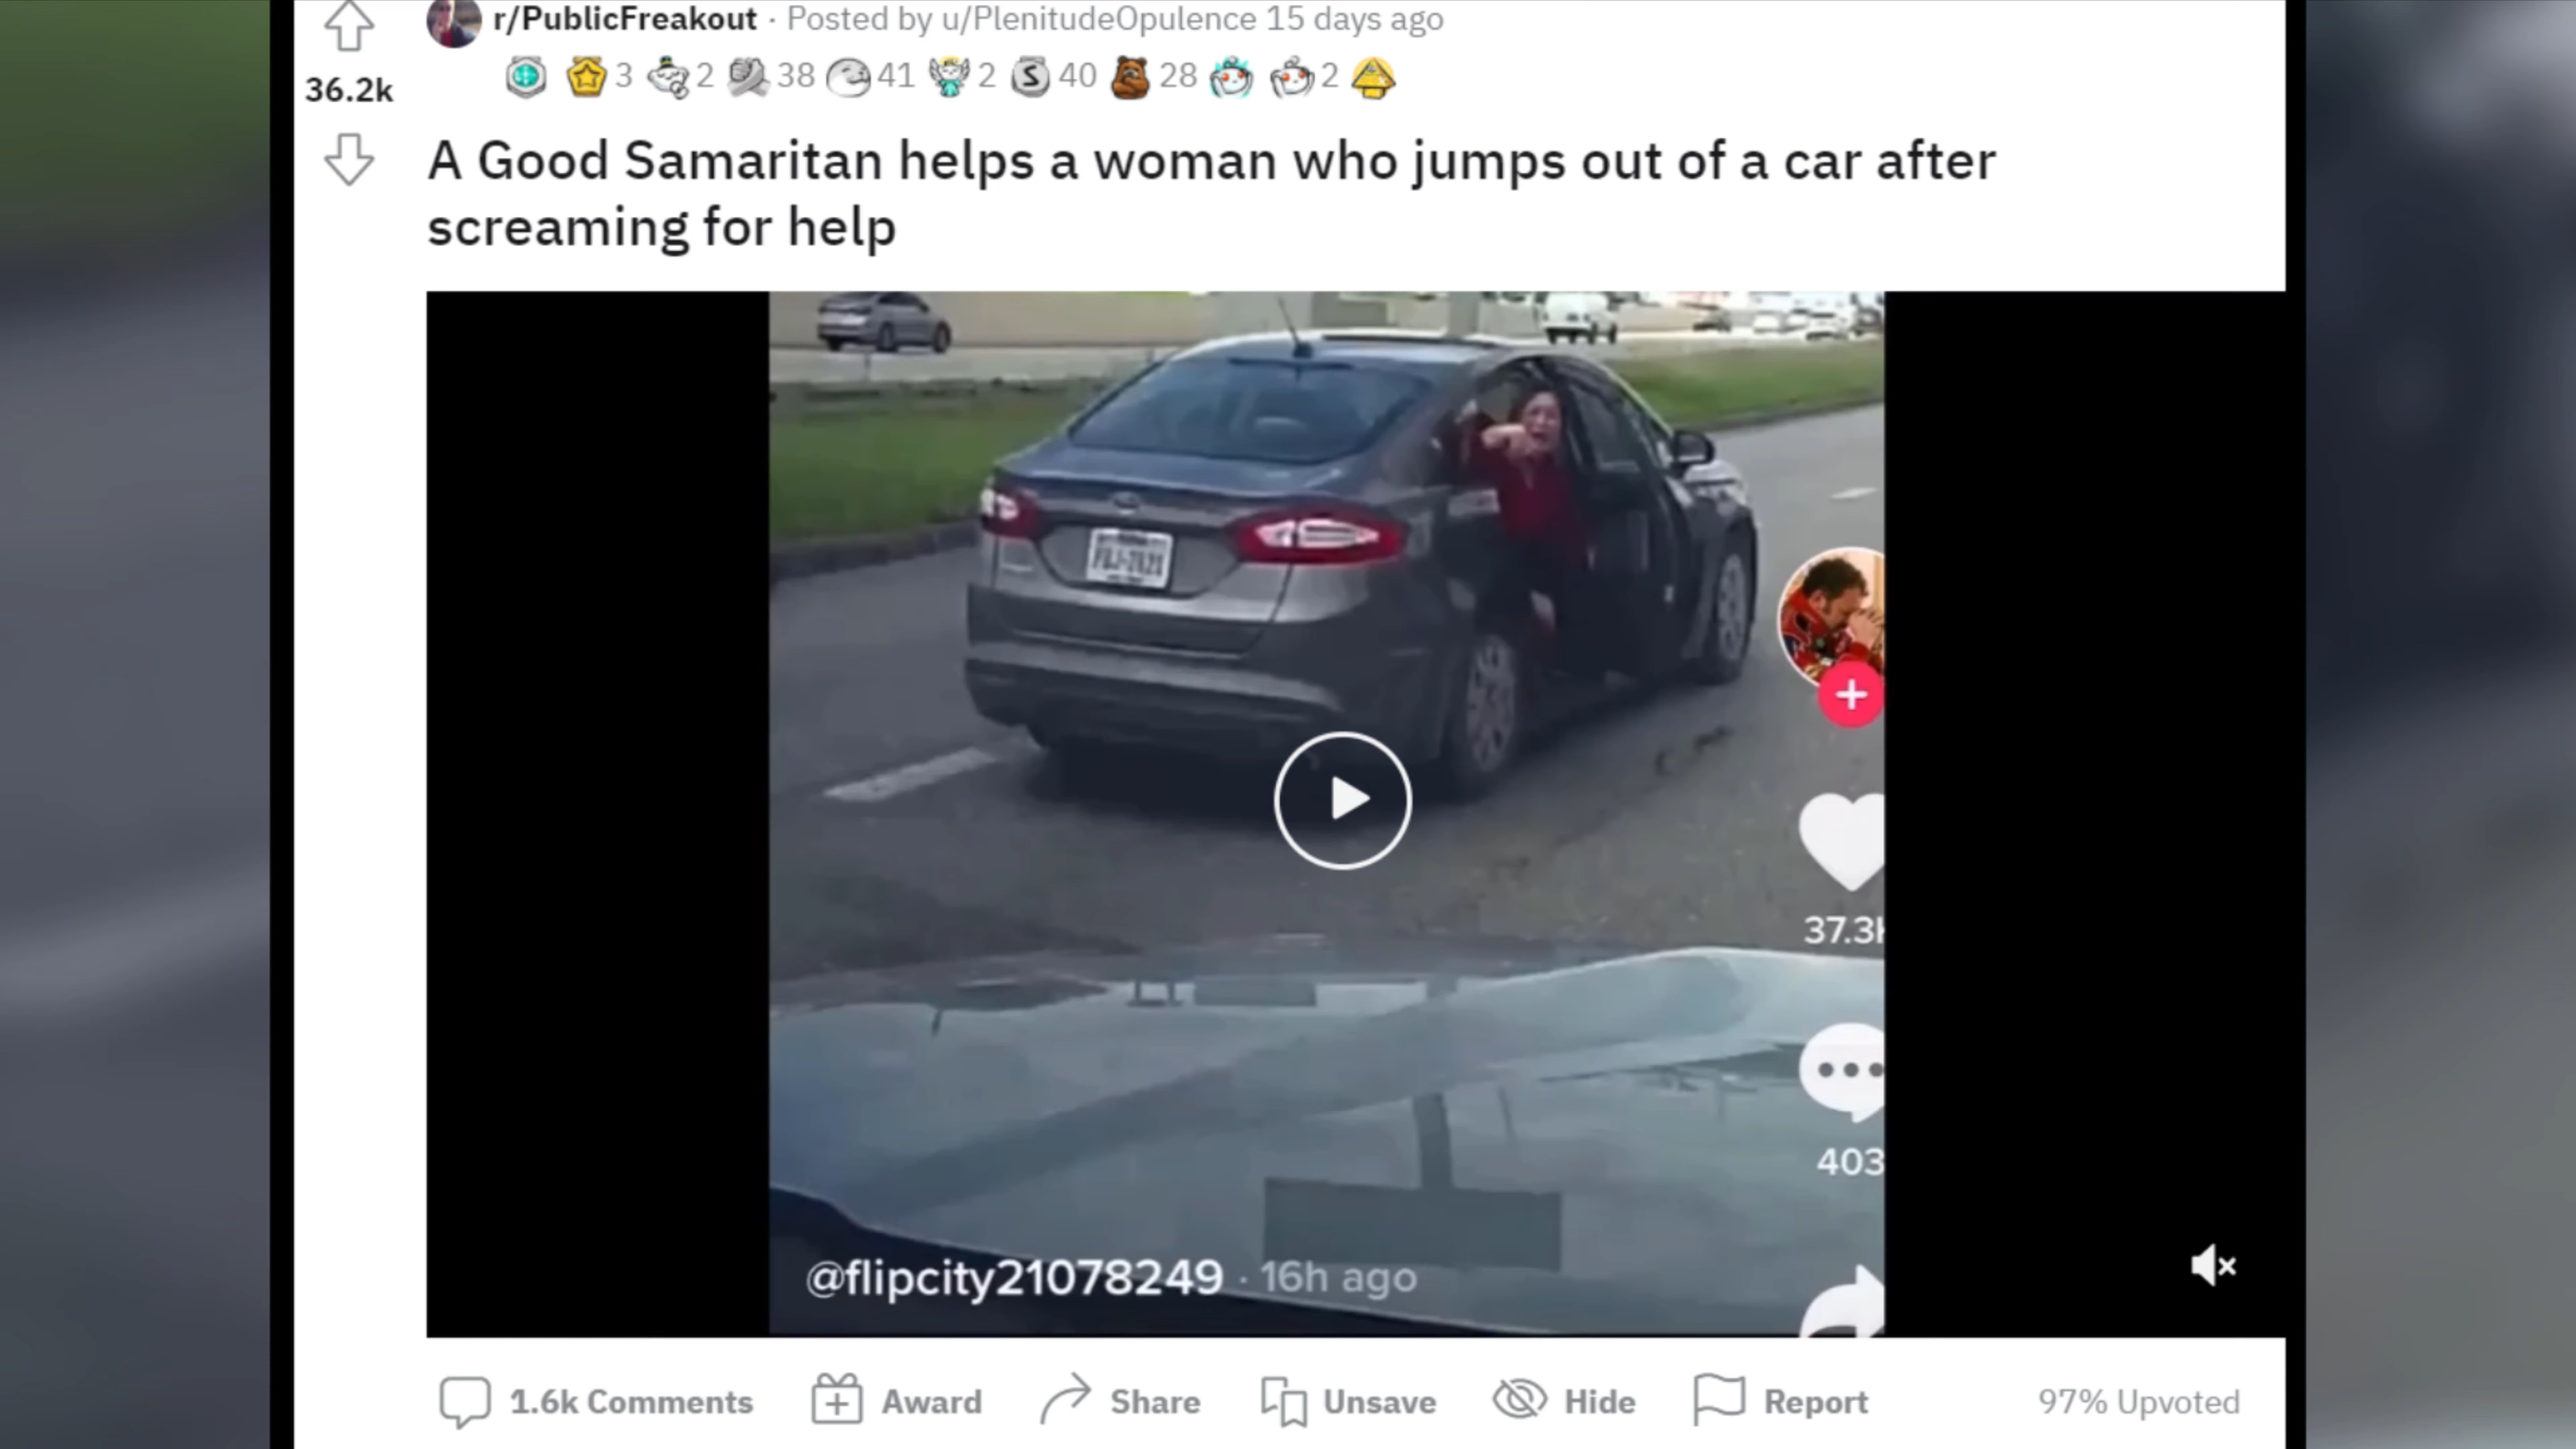 r/PublicFreakout · Posted by u/PlenitudeOpulence 15 days ago
3 2 38 41 2 S 40 28 2
36.2k
A Good Samaritan helps a woman who jumps out of a car after
screaming for help
37.3
403
@flipcity21078249 · 16h ago
1.6k Comments Award Share Unsave Hide Report 97% Upvoted